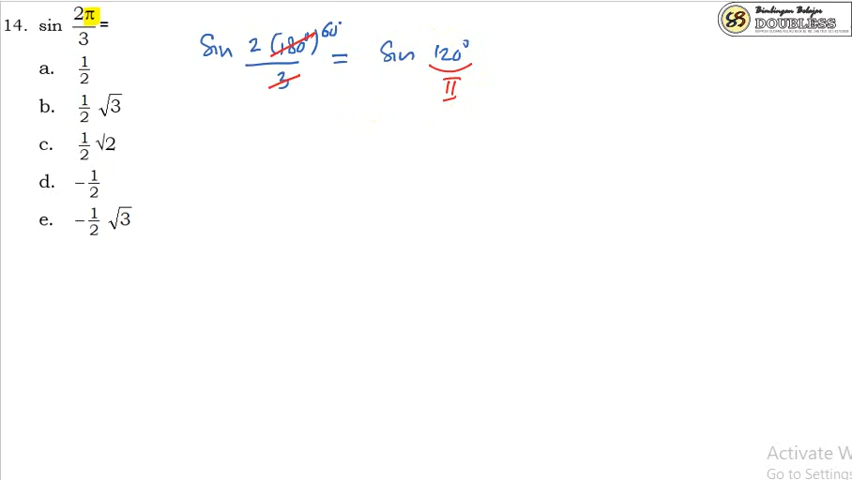 14. sin 2π/3 =
sin 2 (180°) 60° / 3 = sin 120°
II
a. 1/2
b. 1/2 √3
c. 1/2 √2
d. −1/2
e. −1/2 √3
Bimbingan Belajar
DOUBLESS
Activate W
Go to Settings